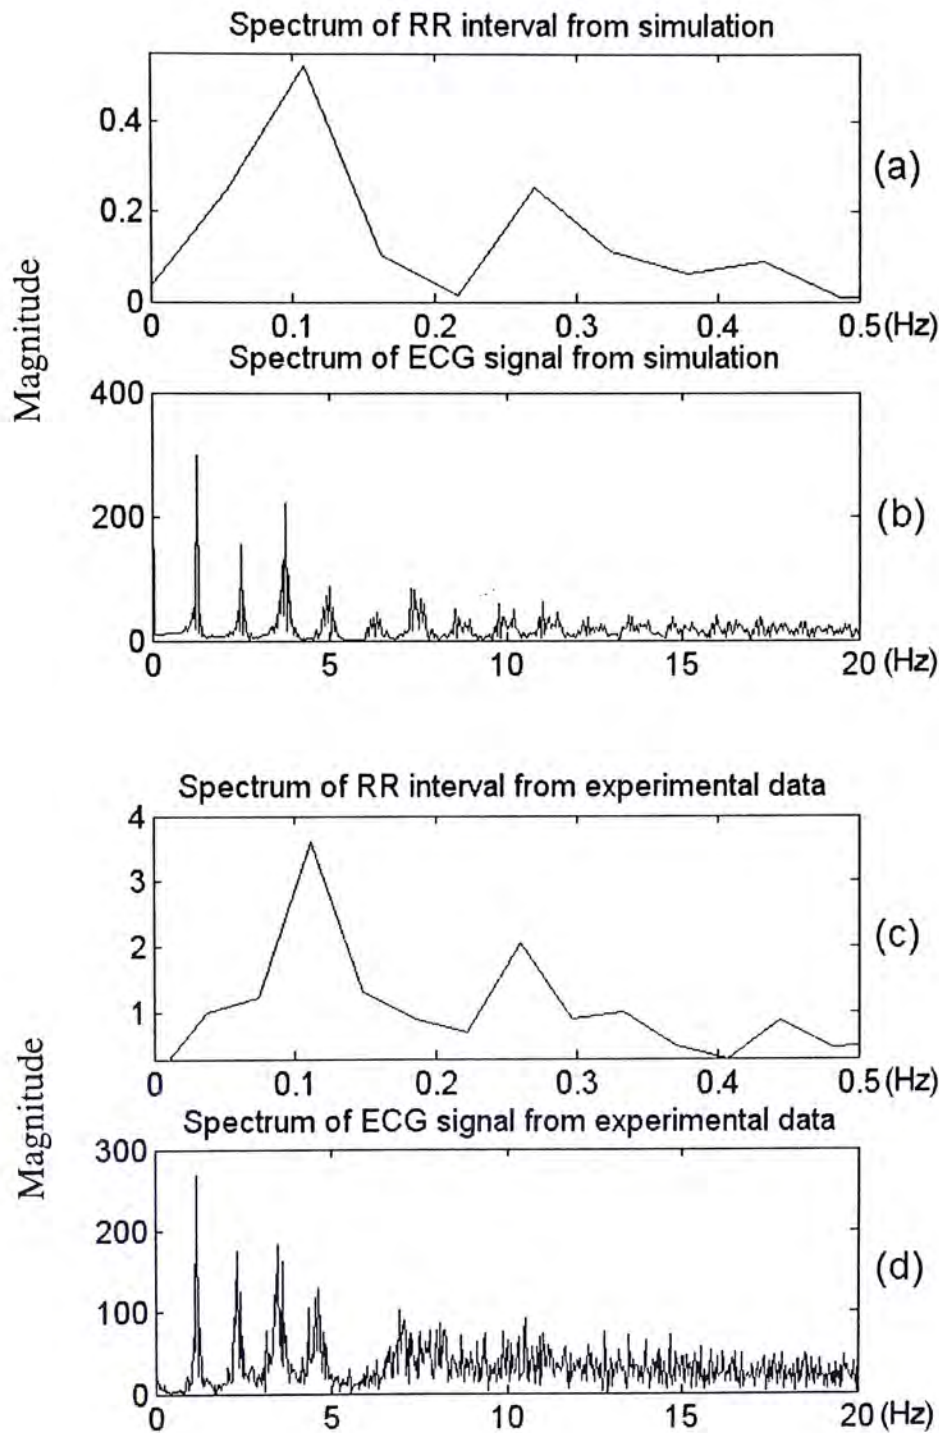 Spectrum of RR interval from simulation
0.4
0.2
0
0 0.1 0.2 0.3 0.4 0.5 (Hz)
(a)
Magnitude
Spectrum of ECG signal from simulation
400
200
0
0 5 10 15 20 (Hz)
(b)
Spectrum of RR interval from experimental data
4
3
2
1
0 0.1 0.2 0.3 0.4 0.5 (Hz)
(c)
Magnitude
Spectrum of ECG signal from experimental data
300
200
100
0
0 5 10 15 20 (Hz)
(d)